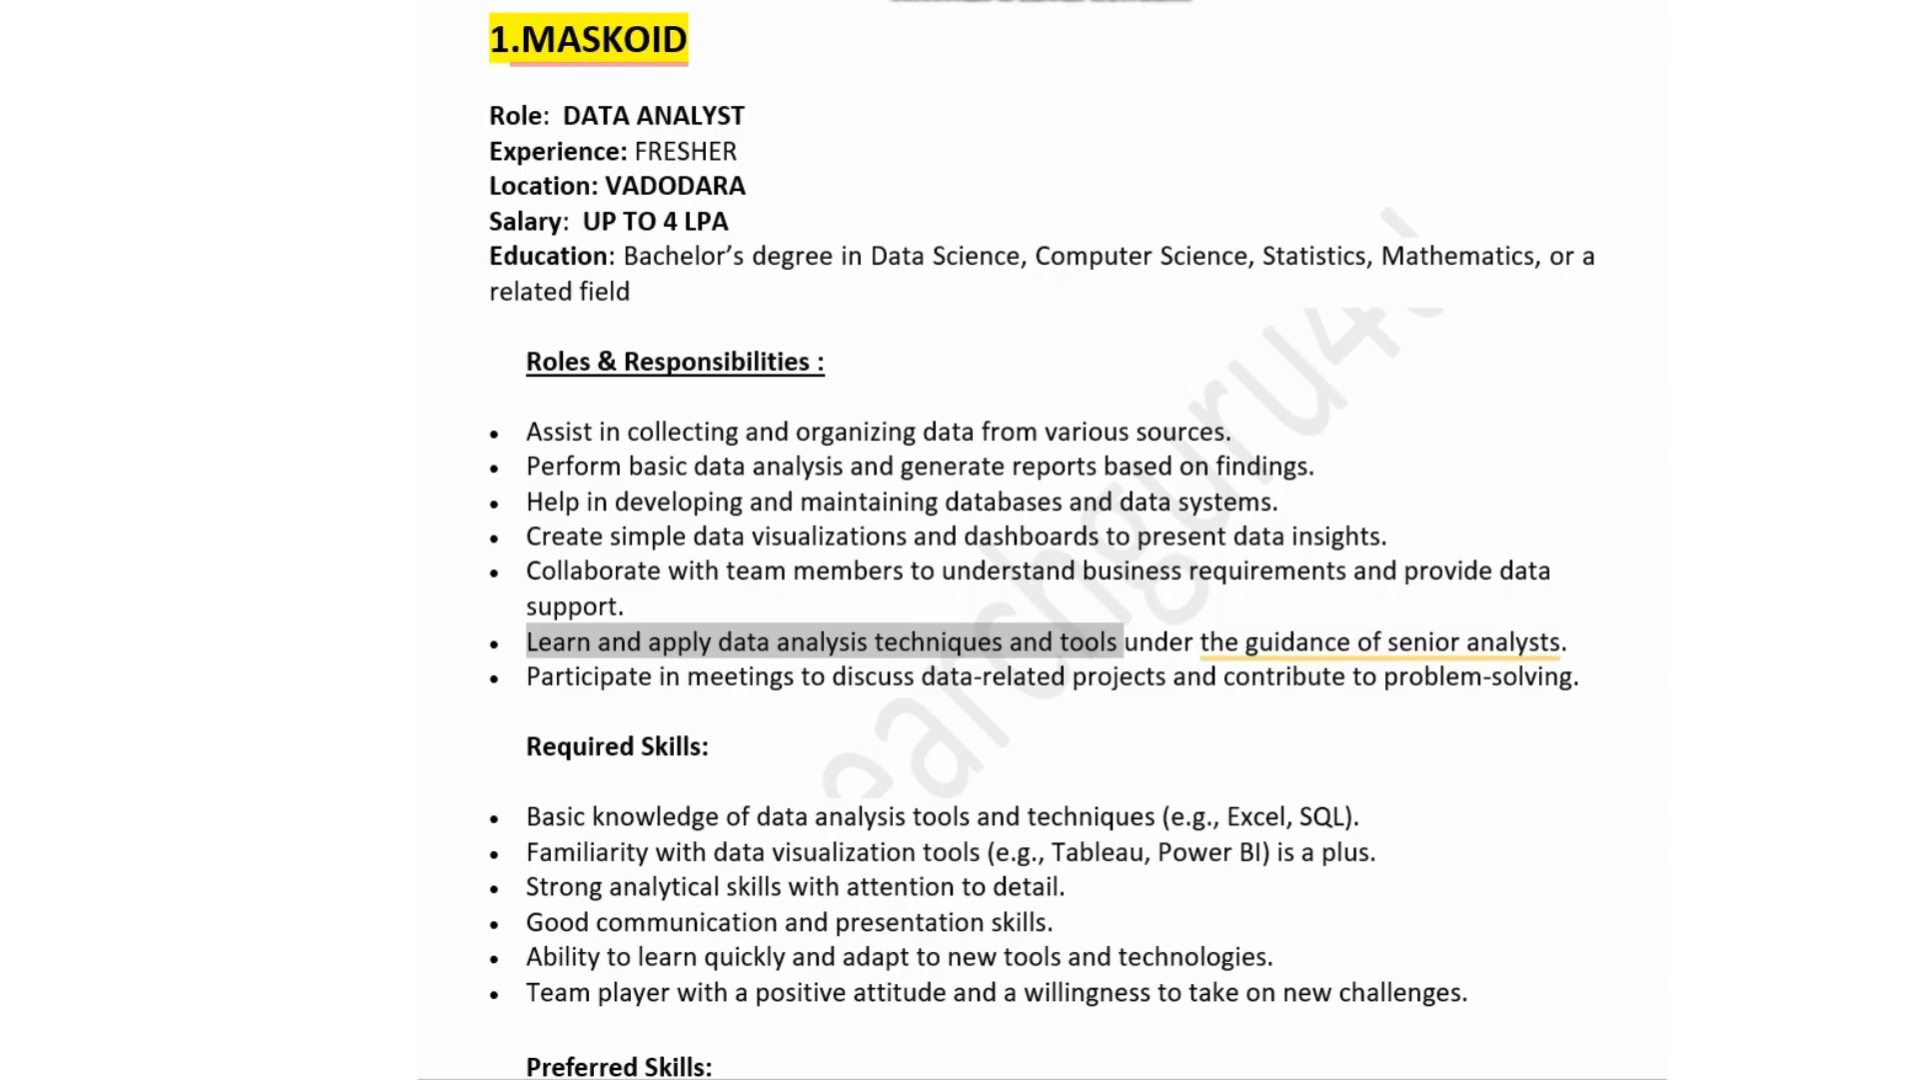 1.MASKOID
Role: DATA ANALYST
Experience: FRESHER
Location: VADODARA
Salary: UP TO 4 LPA
Education: Bachelor’s degree in Data Science, Computer Science, Statistics, Mathematics, or a
related field
Roles & Responsibilities :
• Assist in collecting and organizing data from various sources.
• Perform basic data analysis and generate reports based on findings.
• Help in developing and maintaining databases and data systems.
• Create simple data visualizations and dashboards to present data insights.
• Collaborate with team members to understand business requirements and provide data
support.
• Learn and apply data analysis techniques and tools under the guidance of senior analysts.
• Participate in meetings to discuss data-related projects and contribute to problem-solving.
Required Skills:
• Basic knowledge of data analysis tools and techniques (e.g., Excel, SQL).
• Familiarity with data visualization tools (e.g., Tableau, Power BI) is a plus.
• Strong analytical skills with attention to detail.
• Good communication and presentation skills.
• Ability to learn quickly and adapt to new tools and technologies.
• Team player with a positive attitude and a willingness to take on new challenges.
Preferred Skills: